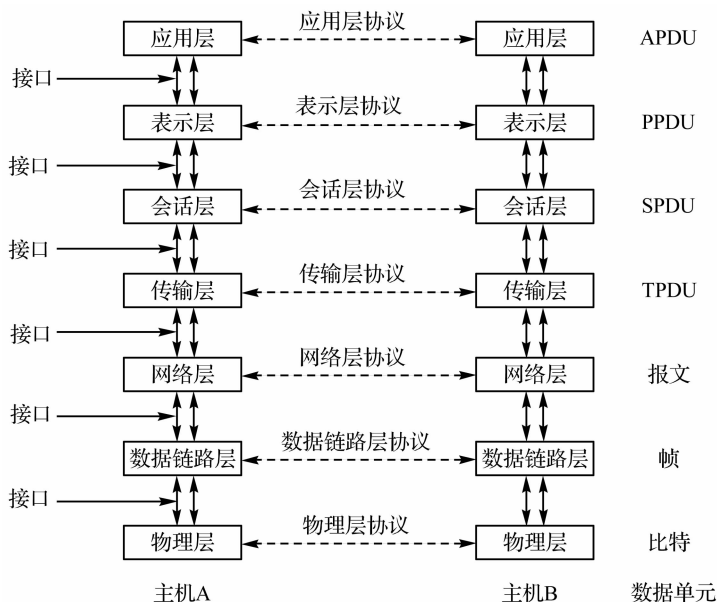 应用层 应用层协议 应用层 APDU
接口
表示层 表示层协议 表示层 PPDU
接口
会话层 会话层协议 会话层 SPDU
接口
传输层 传输层协议 传输层 TPDU
接口
网络层 网络层协议 网络层 报文
接口
数据链路层 数据链路层协议 数据链路层 帧
接口
物理层 物理层协议 物理层 比特
主机A 主机B 数据单元